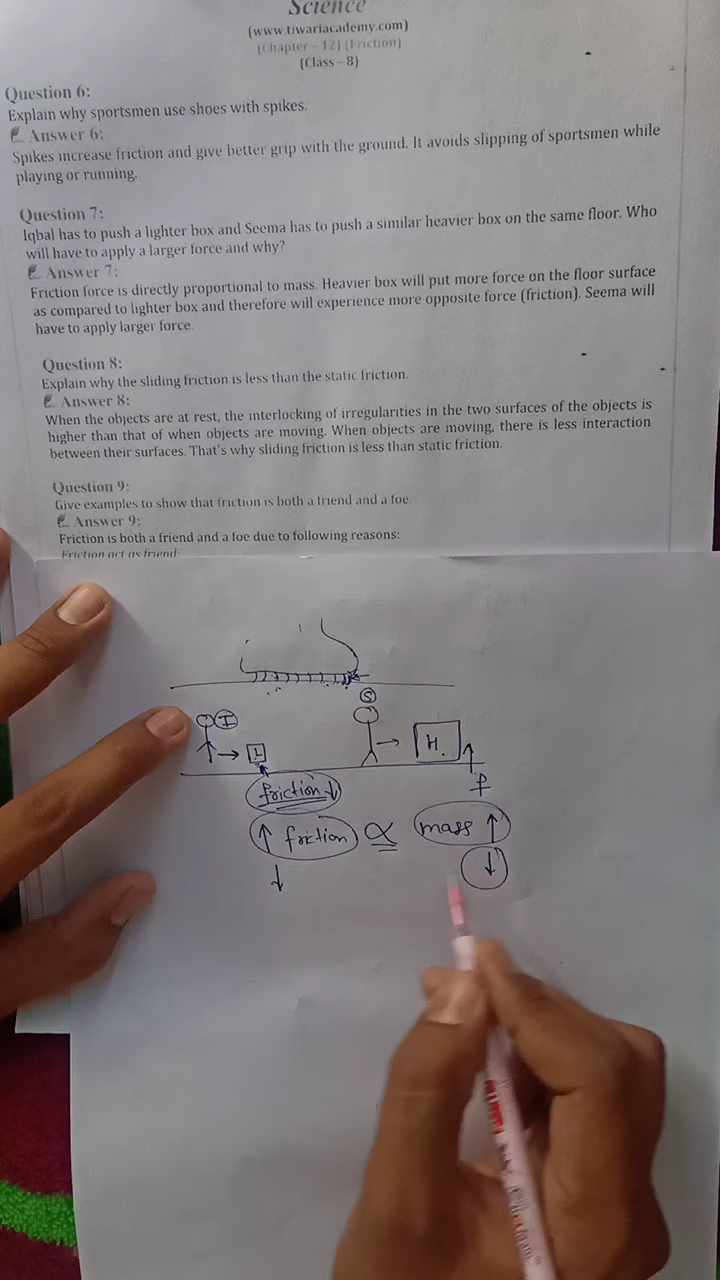 Science
(www.tiwariacademy.com)
(Chapter – 12) (Friction)
(Class – 8)
Question 6:
Explain why sportsmen use shoes with spikes.
Answer 6:
Spikes increase friction and give better grip with the ground. It avoids slipping of sportsmen while
playing or running.
Question 7:
Iqbal has to push a lighter box and Seema has to push a similar heavier box on the same floor. Who
will have to apply a larger force and why?
Answer 7:
Friction force is directly proportional to mass. Heavier box will put more force on the floor surface
as compared to lighter box and therefore will experience more opposite force (friction). Seema will
have to apply larger force.
Question 8:
Explain why the sliding friction is less than the static friction.
Answer 8:
When the objects are at rest, the interlocking of irregularities in the two surfaces of the objects is
higher than that of when objects are moving. When objects are moving, there is less interaction
between their surfaces. That's why sliding friction is less than static friction.
Question 9:
Give examples to show that friction is both a friend and a foe.
Answer 9:
Friction is both a friend and a foe due to following reasons:
Friction act as friend:
S
I → L → H. ↑
friction ↓ f
↑ friction ∝ mass ↑
↓ ↓